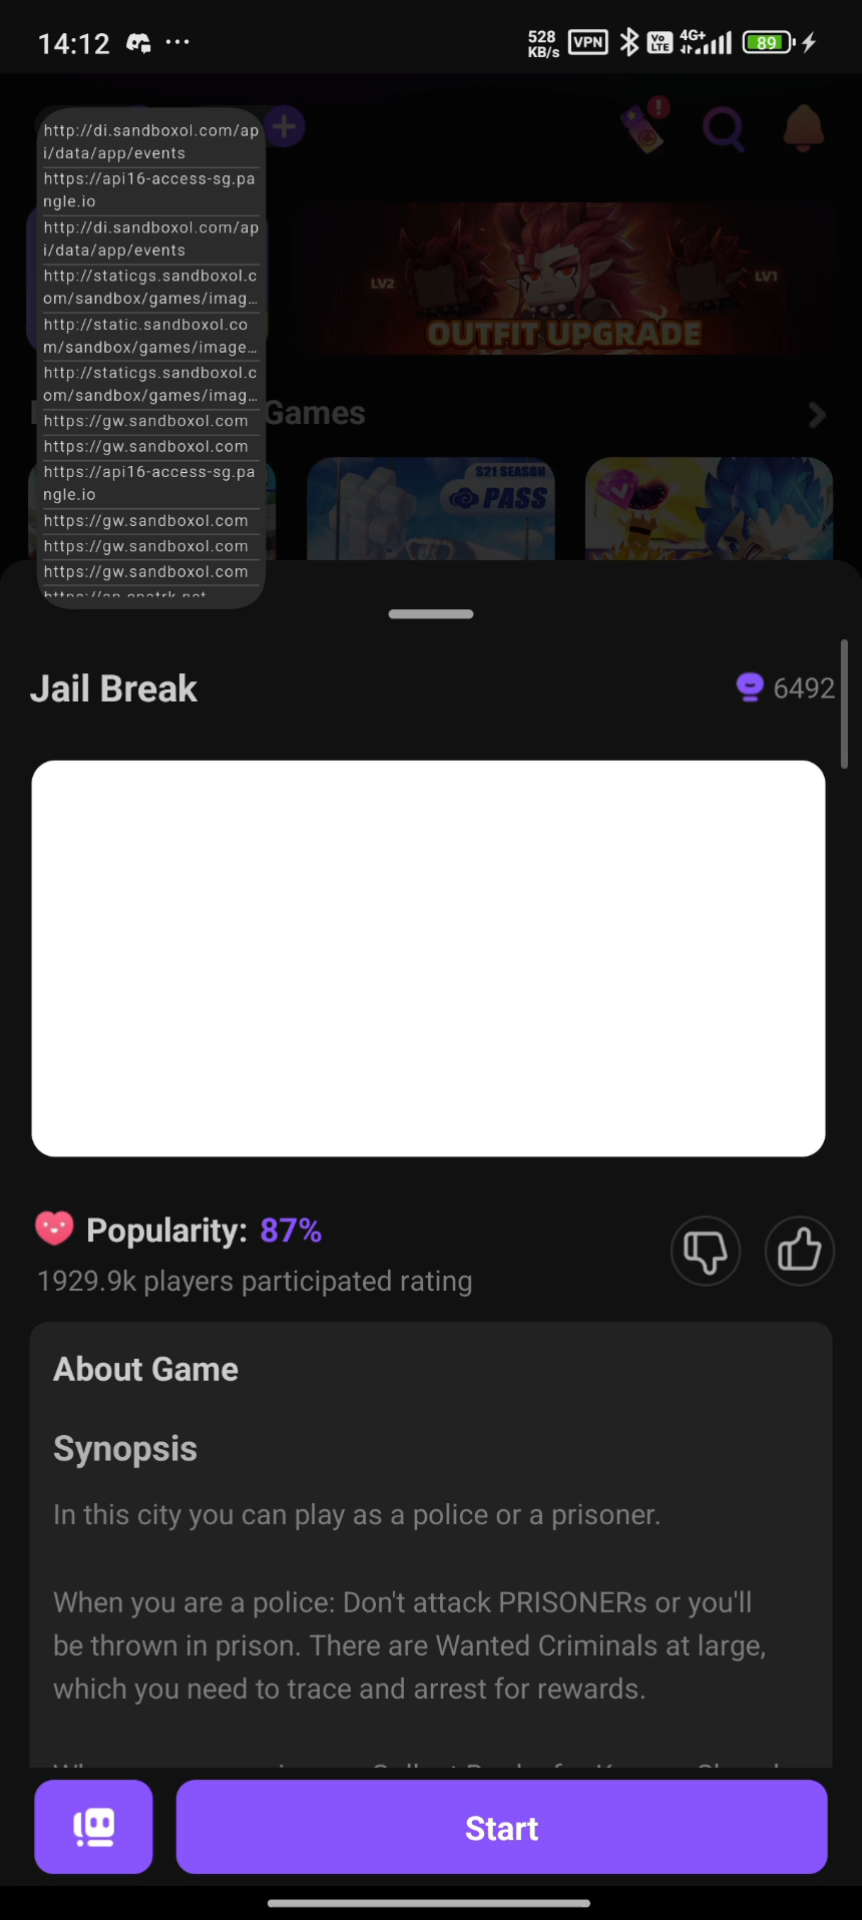 14:12
528
KB/s
VPN
Vo
LTE
4G+
89
http://di.sandboxol.com/ap
i/data/app/events
https://api16-access-sg.pa
ngle.io
http://di.sandboxol.com/ap
i/data/app/events
http://staticgs.sandboxol.c
om/sandbox/games/imag...
http://static.sandboxol.co
m/sandbox/games/image...
http://staticgs.sandboxol.c
om/sandbox/games/imag...
https://gw.sandboxol.com
https://gw.sandboxol.com
https://api16-access-sg.pa
ngle.io
https://gw.sandboxol.com
https://gw.sandboxol.com
https://gw.sandboxol.com
LV2
LV1
OUTFIT UPGRADE
Games
S21 SEASON
PASS
Jail Break
6492
Popularity: 87%
1929.9k players participated rating
About Game
Synopsis
In this city you can play as a police or a prisoner.
When you are a police: Don't attack PRISONERs or you'll
be thrown in prison. There are Wanted Criminals at large,
which you need to trace and arrest for rewards.
Start